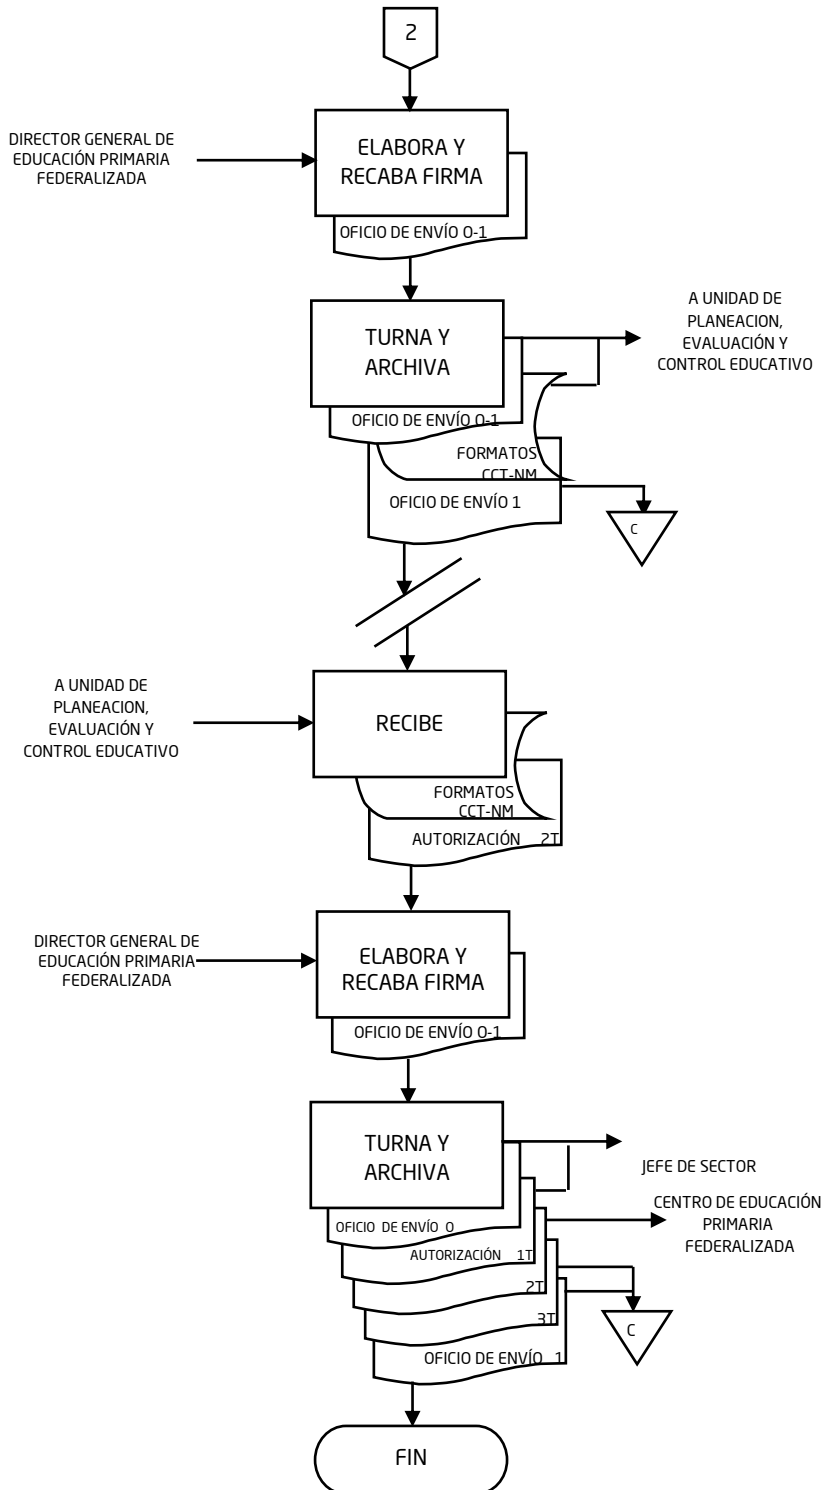 2
DIRECTOR GENERAL DE
EDUCACIÓN PRIMARIA
FEDERALIZADA
ELABORA Y
RECABA FIRMA
OFICIO DE ENVÍO O-1
TURNA Y
ARCHIVA
A UNIDAD DE
PLANEACION,
EVALUACIÓN Y
CONTROL EDUCATIVO
OFICIO DE ENVÍO O-1
FORMATOS
CCT-NM
OFICIO DE ENVÍO 1
C
A UNIDAD DE
PLANEACION,
EVALUACIÓN Y
CONTROL EDUCATIVO
RECIBE
FORMATOS
CCT-NM
AUTORIZACIÓN 2T
DIRECTOR GENERAL DE
EDUCACIÓN PRIMARIA
FEDERALIZADA
ELABORA Y
RECABA FIRMA
OFICIO DE ENVÍO O-1
TURNA Y
ARCHIVA
JEFE DE SECTOR
CENTRO DE EDUCACIÓN
PRIMARIA
FEDERALIZADA
OFICIO DE ENVÍO O
AUTORIZACIÓN 1T
2T
3T
OFICIO DE ENVÍO 1
C
FIN